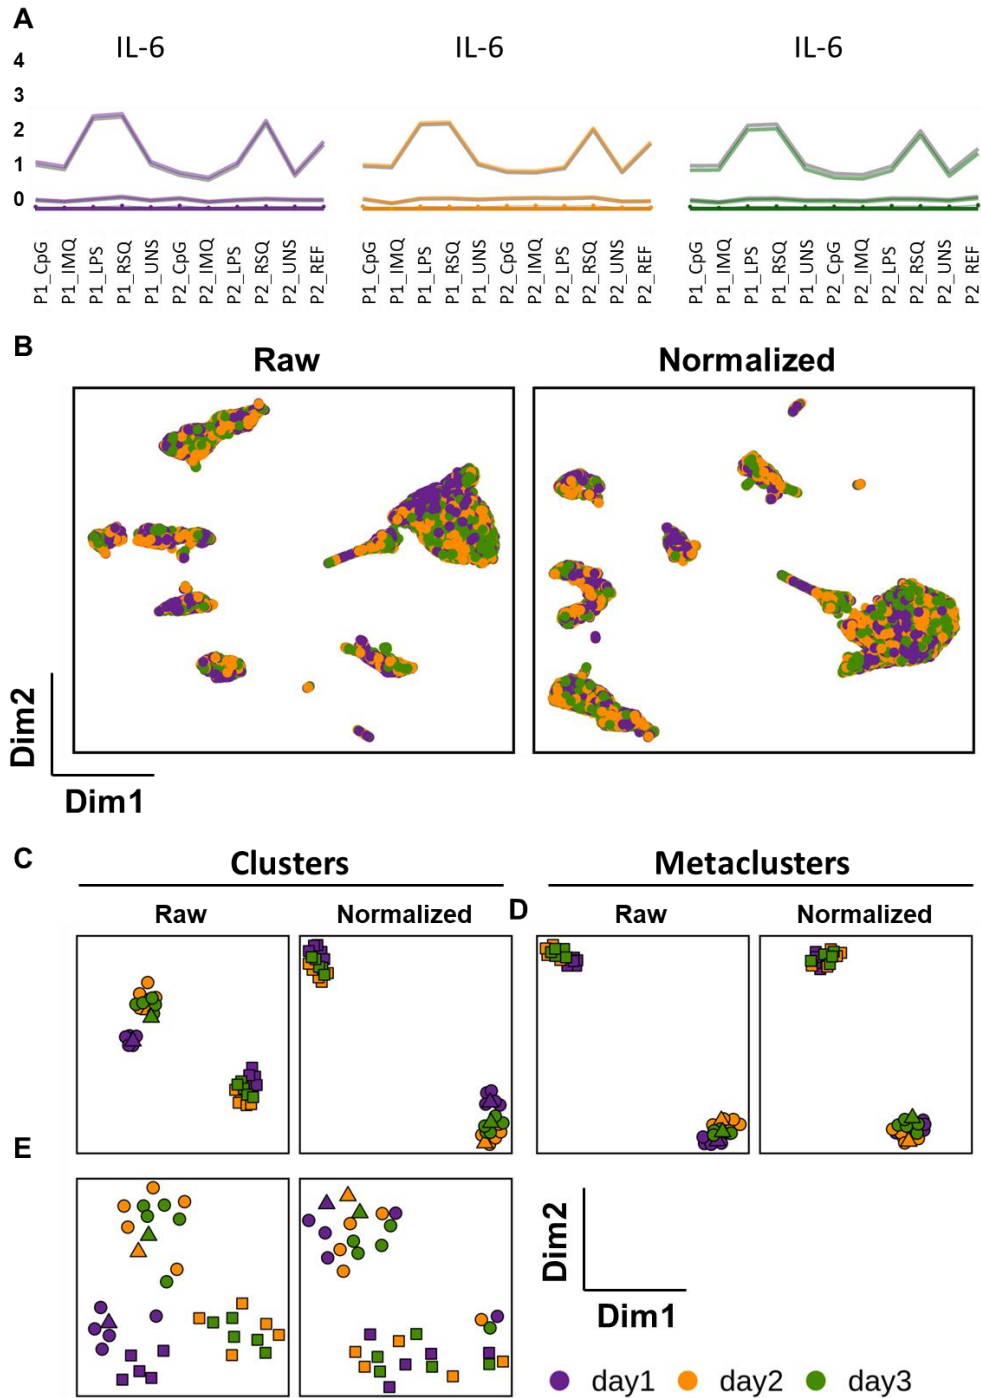 A
IL-6 IL-6 IL-6
4
3
2
1
0
P1_CpG P1_IMQ P1_LPS P1_RSQ P1_UNS P2_CpG P2_IMQ P2_LPS P2_RSQ P2_UNS P2_REF
P1_CpG P1_IMQ P1_LPS P1_RSQ P1_UNS P2_CpG P2_IMQ P2_LPS P2_RSQ P2_UNS P2_REF
P1_CpG P1_IMQ P1_LPS P1_RSQ P1_UNS P2_CpG P2_IMQ P2_LPS P2_RSQ P2_UNS P2_REF
B
Raw Normalized
Dim2
Dim1
C
Clusters Metaclusters
Raw Normalized D Raw Normalized
E
Dim2
Dim1
day1 day2 day3